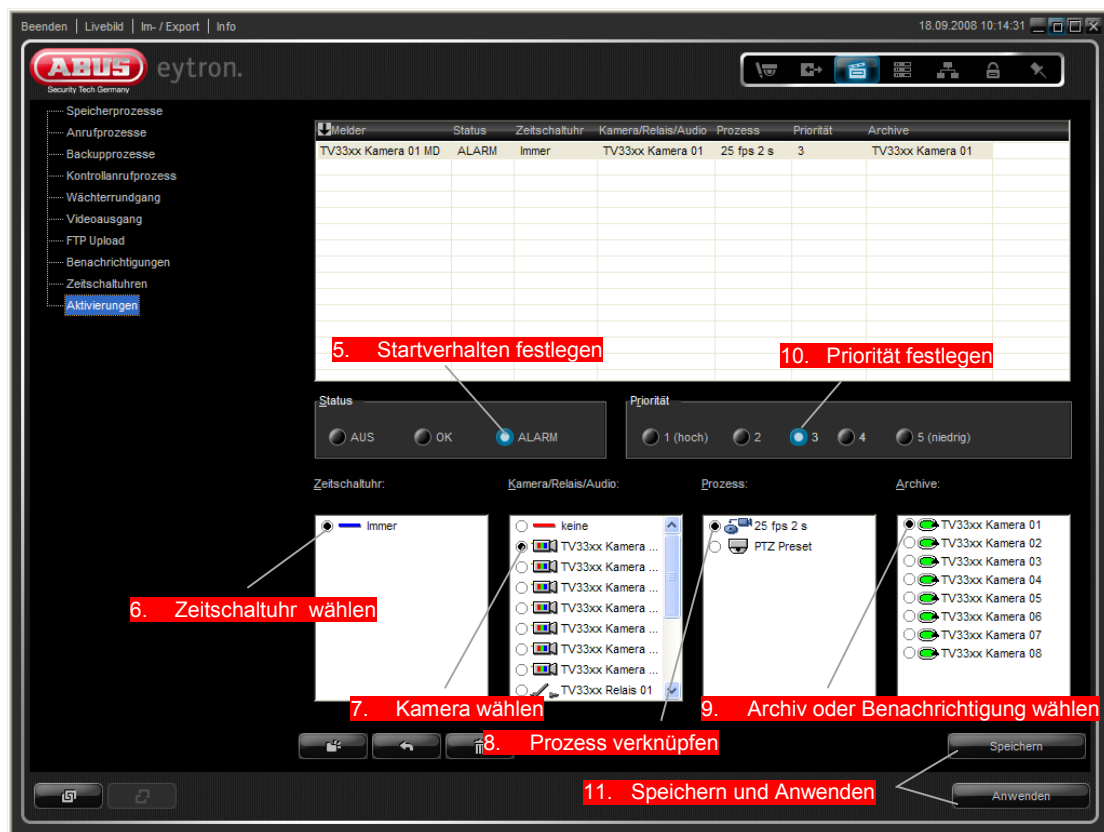 Beenden | Livebild | Im- / Export | Info
18.09.2008 10:14:31
ABUS eytron.
Security Tech Germany
Speicherprozesse
Anrufprozesse
Backupprozesse
Kontrollanrufprozess
Wächterrundgang
Videoausgang
FTP Upload
Benachrichtigungen
Zeitschaltuhren
Aktivierungen
Melder Status Zeitschaltuhr Kamera/Relais/Audio Prozess Priorität Archive
TV33xx Kamera 01 MD ALARM Immer TV33xx Kamera 01 25 fps 2 s 3 TV33xx Kamera 01
5. Startverhalten festlegen
10. Priorität festlegen
Status
AUS OK ALARM
Priorität
1 (hoch) 2 3 4 5 (niedrig)
Zeitschaltuhr:
Immer
6. Zeitschaltuhr wählen
Kamera/Relais/Audio:
keine
TV33xx Kamera ...
TV33xx Kamera ...
TV33xx Kamera ...
TV33xx Kamera ...
TV33xx Kamera ...
TV33xx Kamera ...
TV33xx Kamera ...
TV33xx Relais 01
7. Kamera wählen
Prozess:
25 fps 2 s
PTZ Preset
8. Prozess verknüpfen
Archive:
TV33xx Kamera 01
TV33xx Kamera 02
TV33xx Kamera 03
TV33xx Kamera 04
TV33xx Kamera 05
TV33xx Kamera 06
TV33xx Kamera 07
TV33xx Kamera 08
9. Archiv oder Benachrichtigung wählen
Speichern
11. Speichern und Anwenden
Anwenden